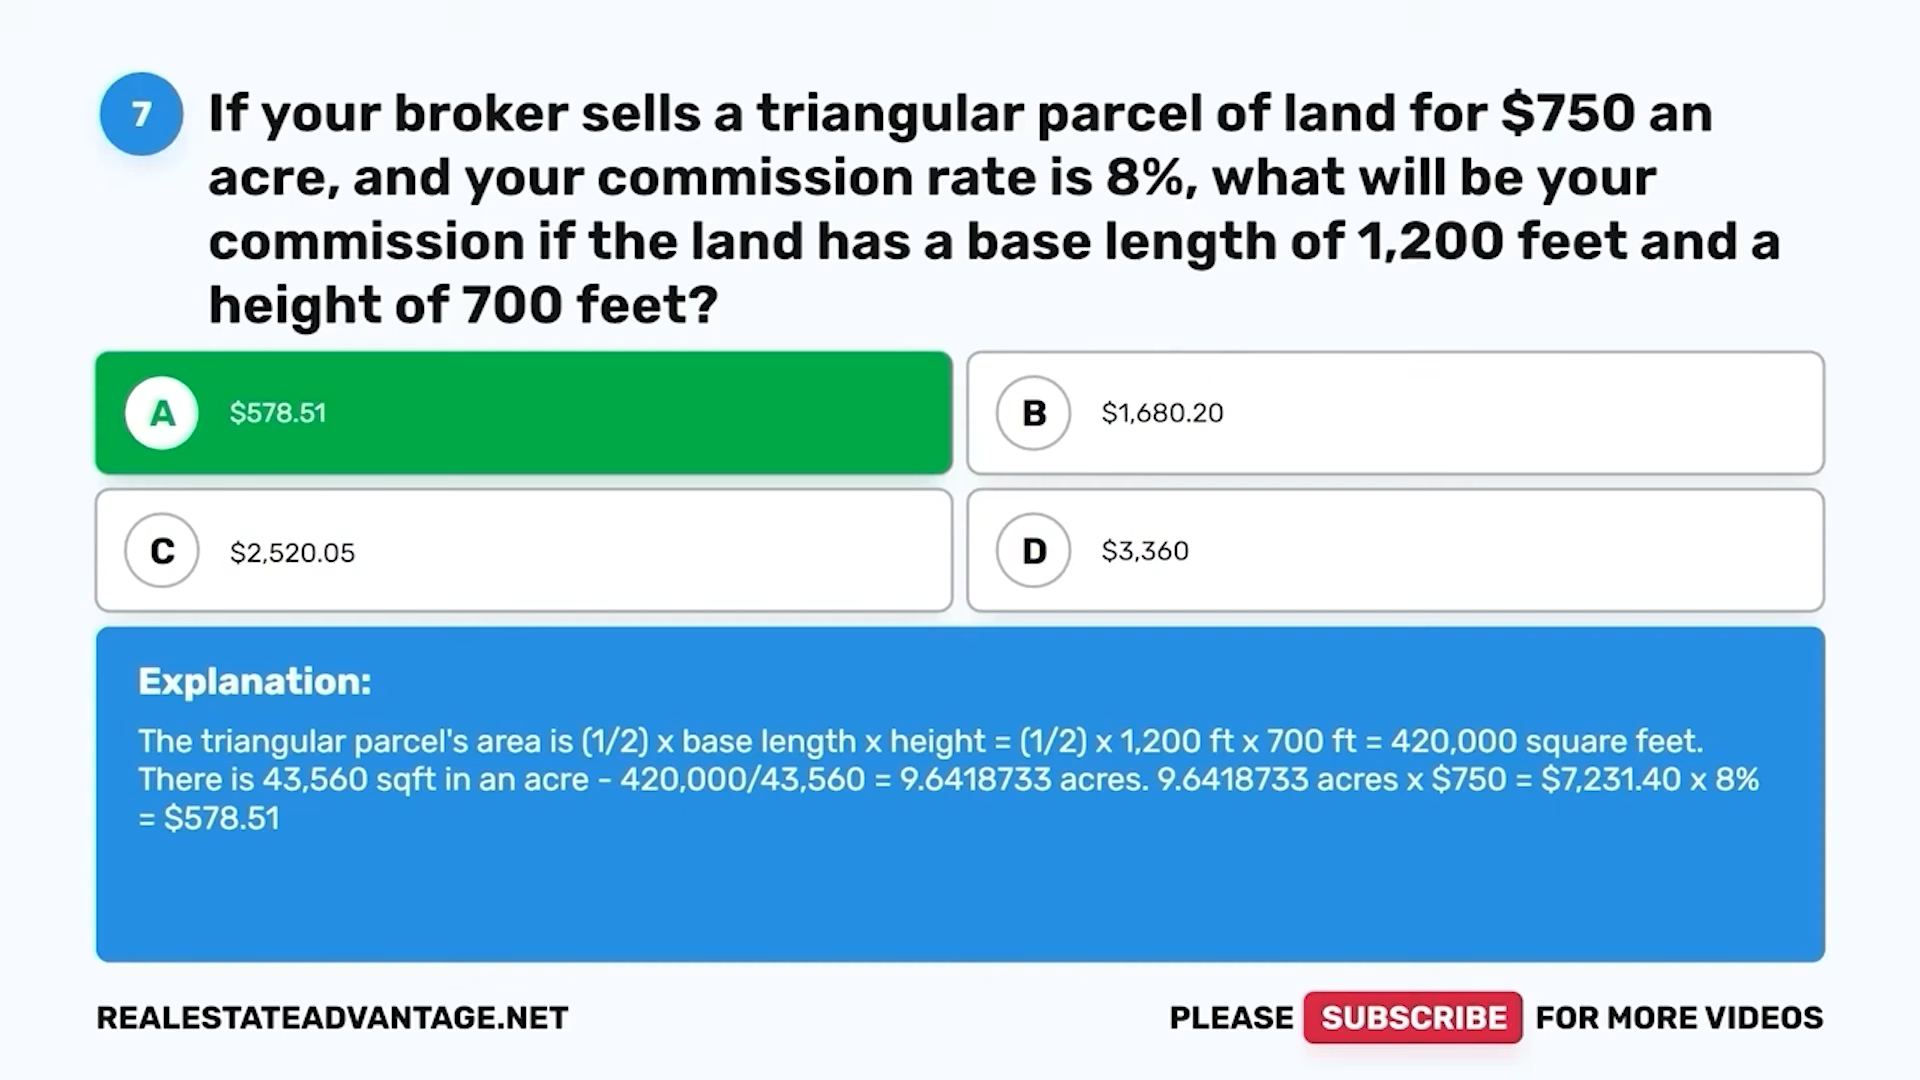 7
If your broker sells a triangular parcel of land for $750 an
acre, and your commission rate is 8%, what will be your
commission if the land has a base length of 1,200 feet and a
height of 700 feet?
A $578.51
B $1,680.20
C $2,520.05
D $3,360
Explanation:
The triangular parcel's area is (1/2) x base length x height = (1/2) x 1,200 ft x 700 ft = 420,000 square feet.
There is 43,560 sqft in an acre - 420,000/43,560 = 9.6418733 acres. 9.6418733 acres x $750 = $7,231.40 x 8%
= $578.51
REALESTATEADVANTAGE.NET
PLEASE SUBSCRIBE FOR MORE VIDEOS